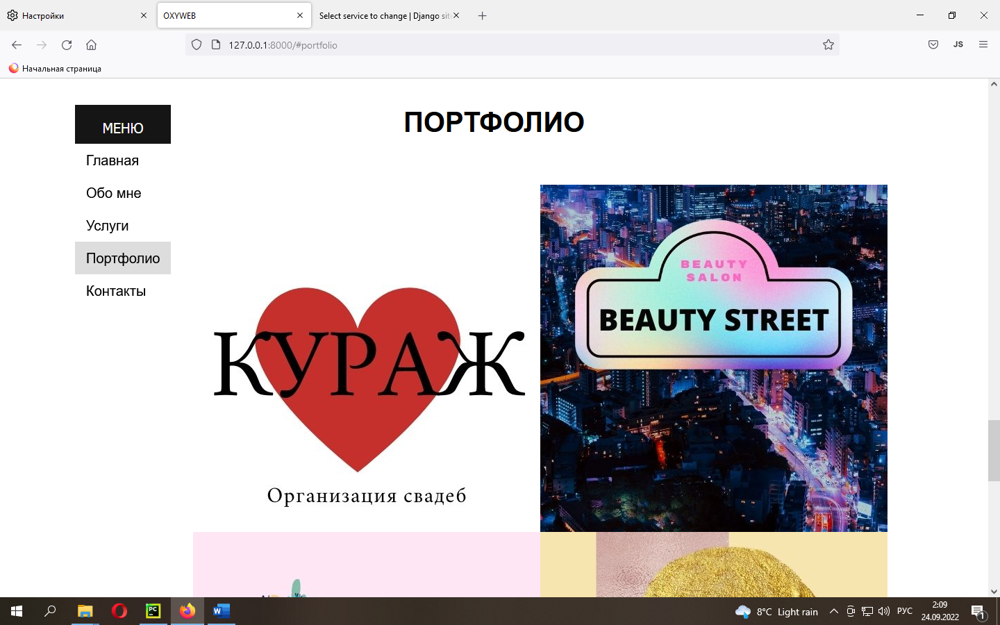 Настройки
OXYWEB
Select service to change | Django sit
127.0.0.1:8000/#portfolio
JS
Начальная страница
МЕНЮ
Главная
Обо мне
Услуги
Портфолио
Контакты
ПОРТФОЛИО
КУРАЖ
Организация свадеб
BEAUTY
SALON
BEAUTY STREET
PC
W
8°C Light rain
РУС
2:09
24.09.2022
1